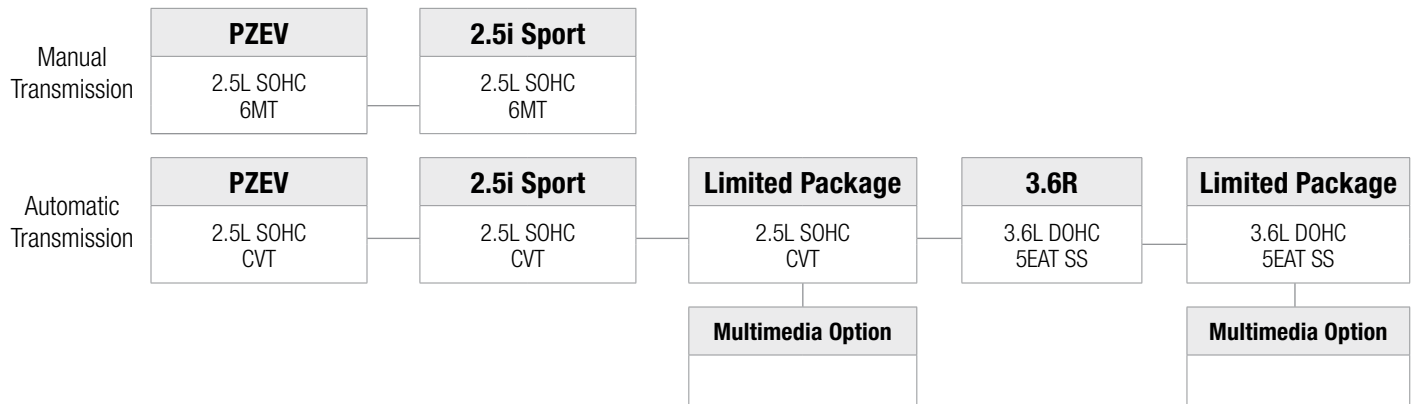 Manual
Transmission
PZEV
2.5L SOHC
6MT
2.5i Sport
2.5L SOHC
6MT
Automatic
Transmission
PZEV
2.5L SOHC
CVT
2.5i Sport
2.5L SOHC
CVT
Limited Package
2.5L SOHC
CVT
3.6R
3.6L DOHC
5EAT SS
Limited Package
3.6L DOHC
5EAT SS
Multimedia Option
Multimedia Option